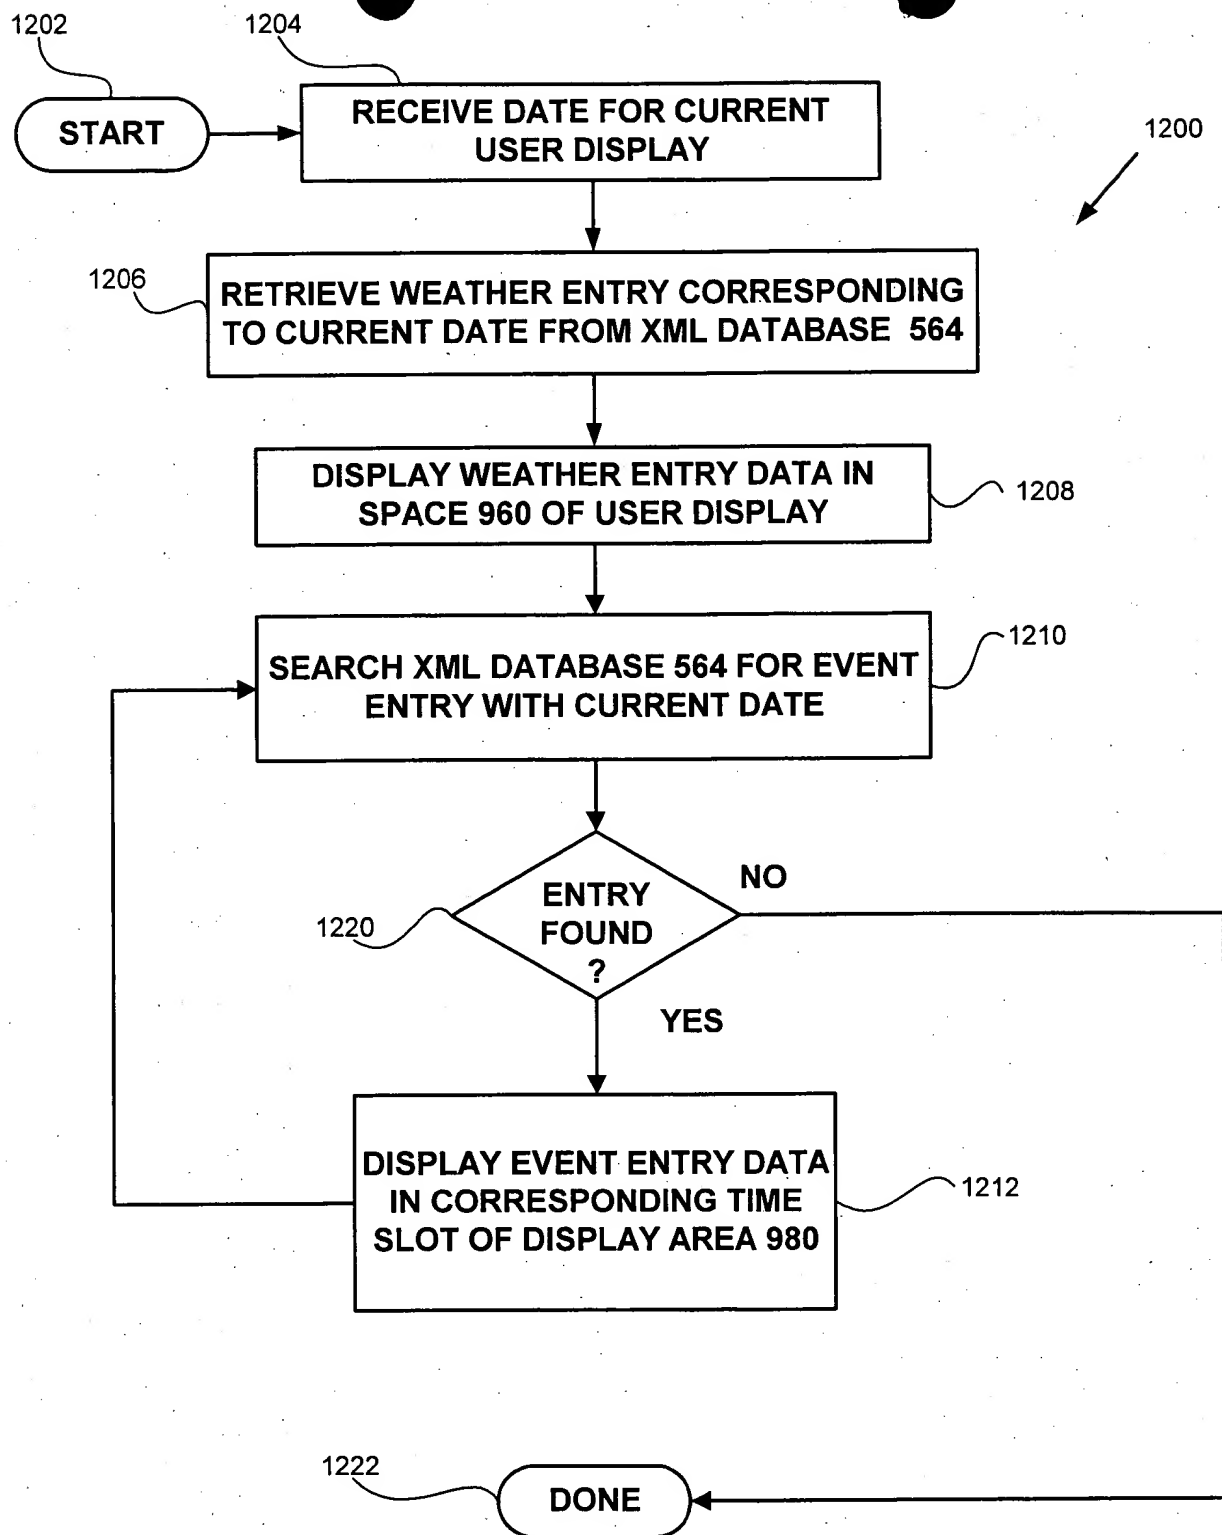 1202
1204
START
RECEIVE DATE FOR CURRENT
USER DISPLAY
1200
1206
RETRIEVE WEATHER ENTRY CORRESPONDING
TO CURRENT DATE FROM XML DATABASE 564
DISPLAY WEATHER ENTRY DATA IN
SPACE 960 OF USER DISPLAY
1208
SEARCH XML DATABASE 564 FOR EVENT
ENTRY WITH CURRENT DATE
1210
ENTRY
FOUND
?
NO
1220
YES
DISPLAY EVENT ENTRY DATA
IN CORRESPONDING TIME
SLOT OF DISPLAY AREA 980
1212
1222
DONE